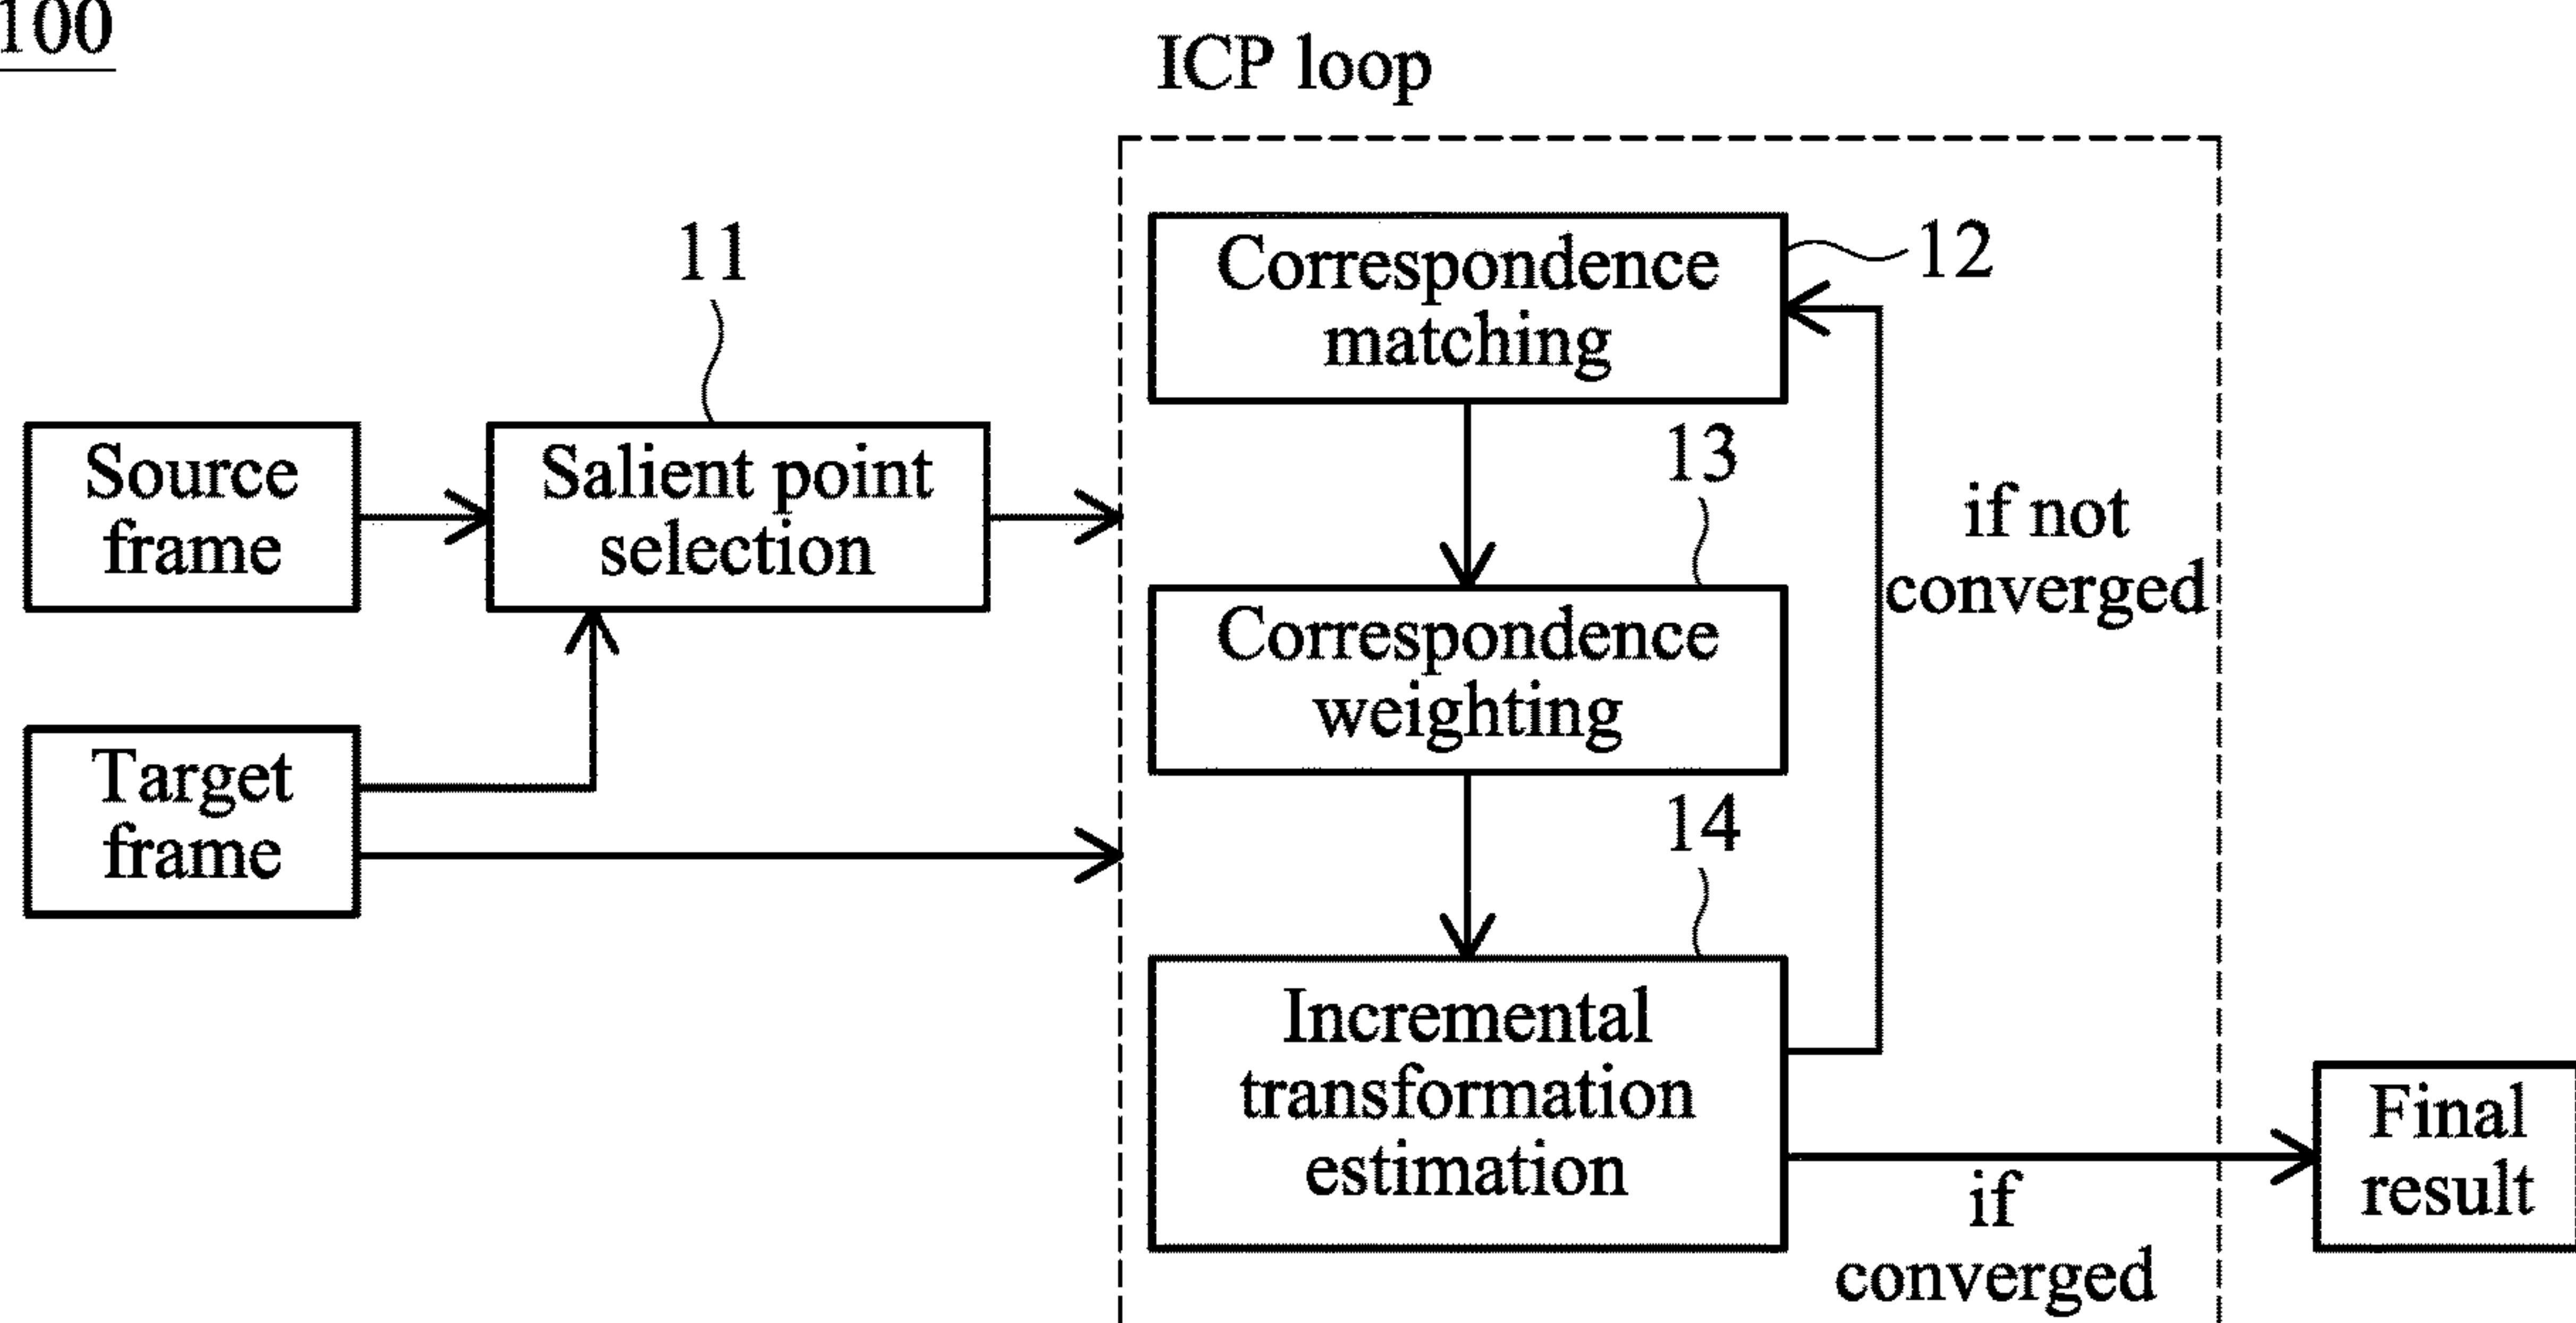 100
ICP loop
11
Correspondence
matching
12
Source
frame
Salient point
selection
13
if not
converged
Correspondence
weighting
Target
frame
14
Incremental
transformation
estimation
if
converged
Final
result